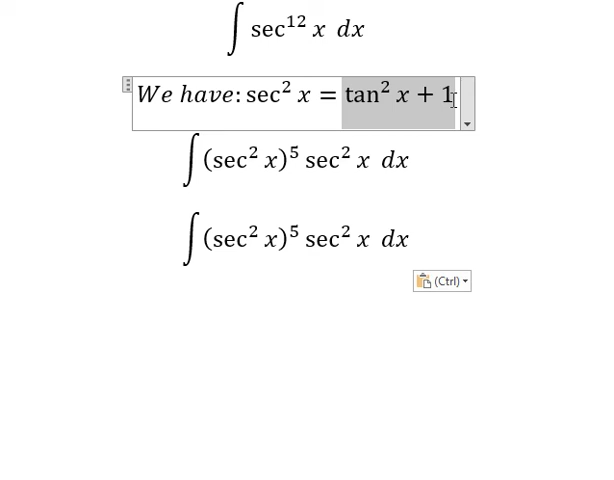 ∫ sec¹² x dx
We have: sec² x = tan² x + 1
∫ (sec² x)⁵ sec² x dx
∫ (sec² x)⁵ sec² x dx
(Ctrl)